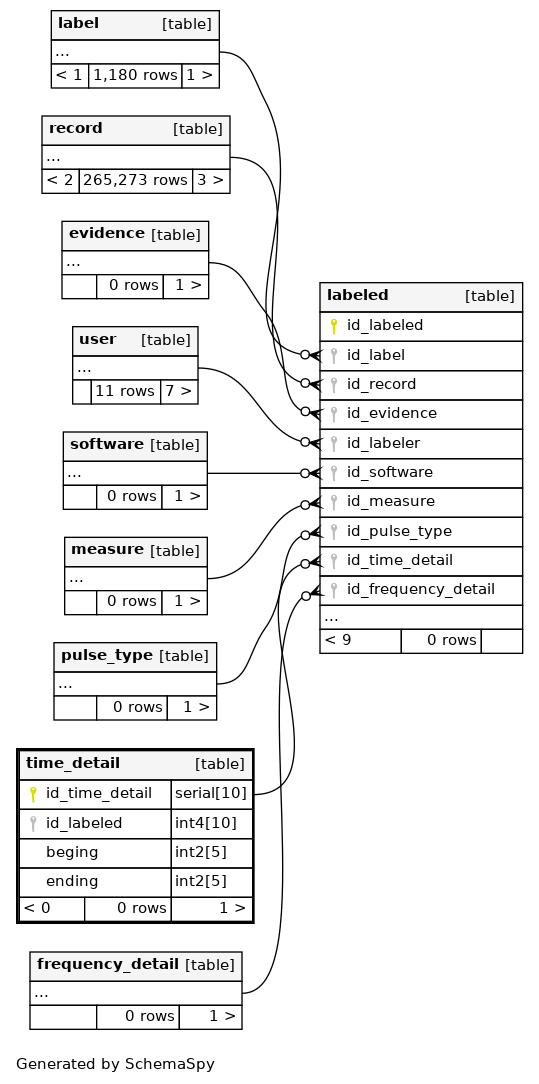 label [table]
...
< 1 1,180 rows 1 >
record [table]
...
< 2 265,273 rows 3 >
evidence [table]
...
0 rows 1 >
user [table]
...
11 rows 7 >
software [table]
...
0 rows 1 >
measure [table]
...
0 rows 1 >
pulse_type [table]
...
0 rows 1 >
time_detail [table]
id_time_detail serial[10]
id_labeled int4[10]
beging int2[5]
ending int2[5]
< 0 0 rows 1 >
frequency_detail [table]
...
0 rows 1 >
labeled [table]
id_labeled
id_label
id_record
id_evidence
id_labeler
id_software
id_measure
id_pulse_type
id_time_detail
id_frequency_detail
...
< 9 0 rows
Generated by SchemaSpy